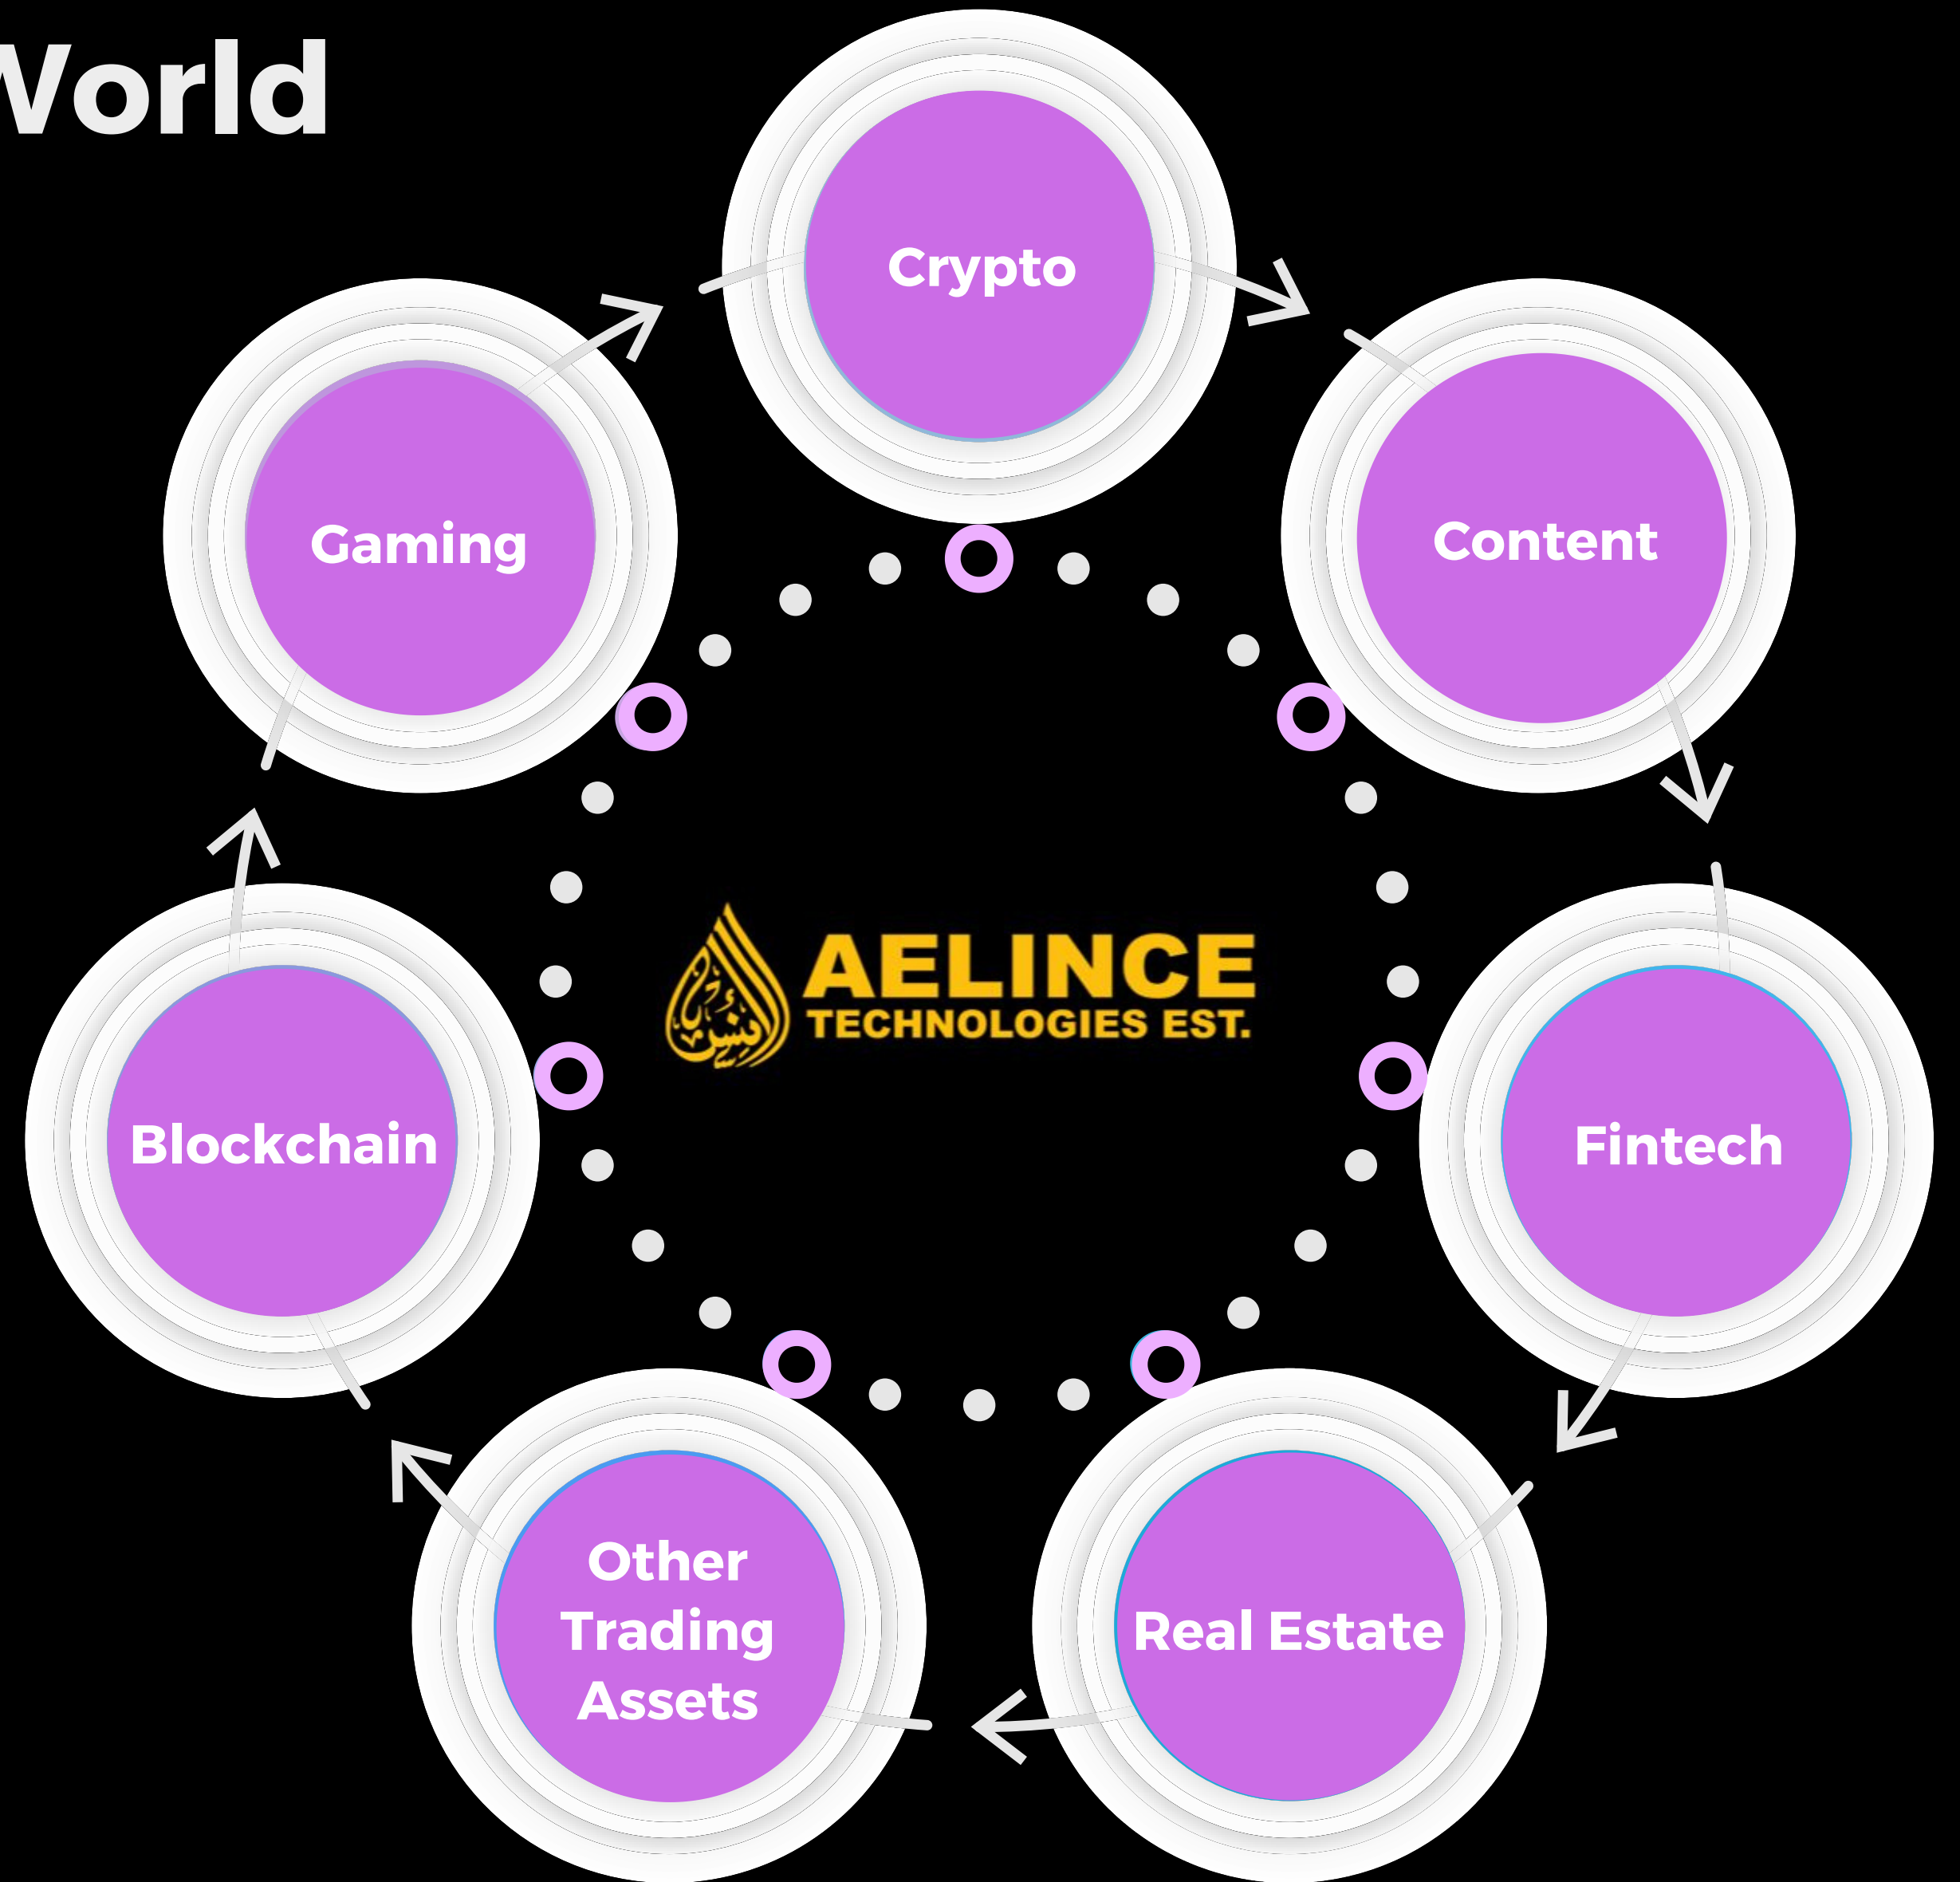 World
Crypto
Gaming
Content
AELINCE
TECHNOLOGIES EST.
Blockchain
Fintech
Other
Trading
Assets
Real Estate